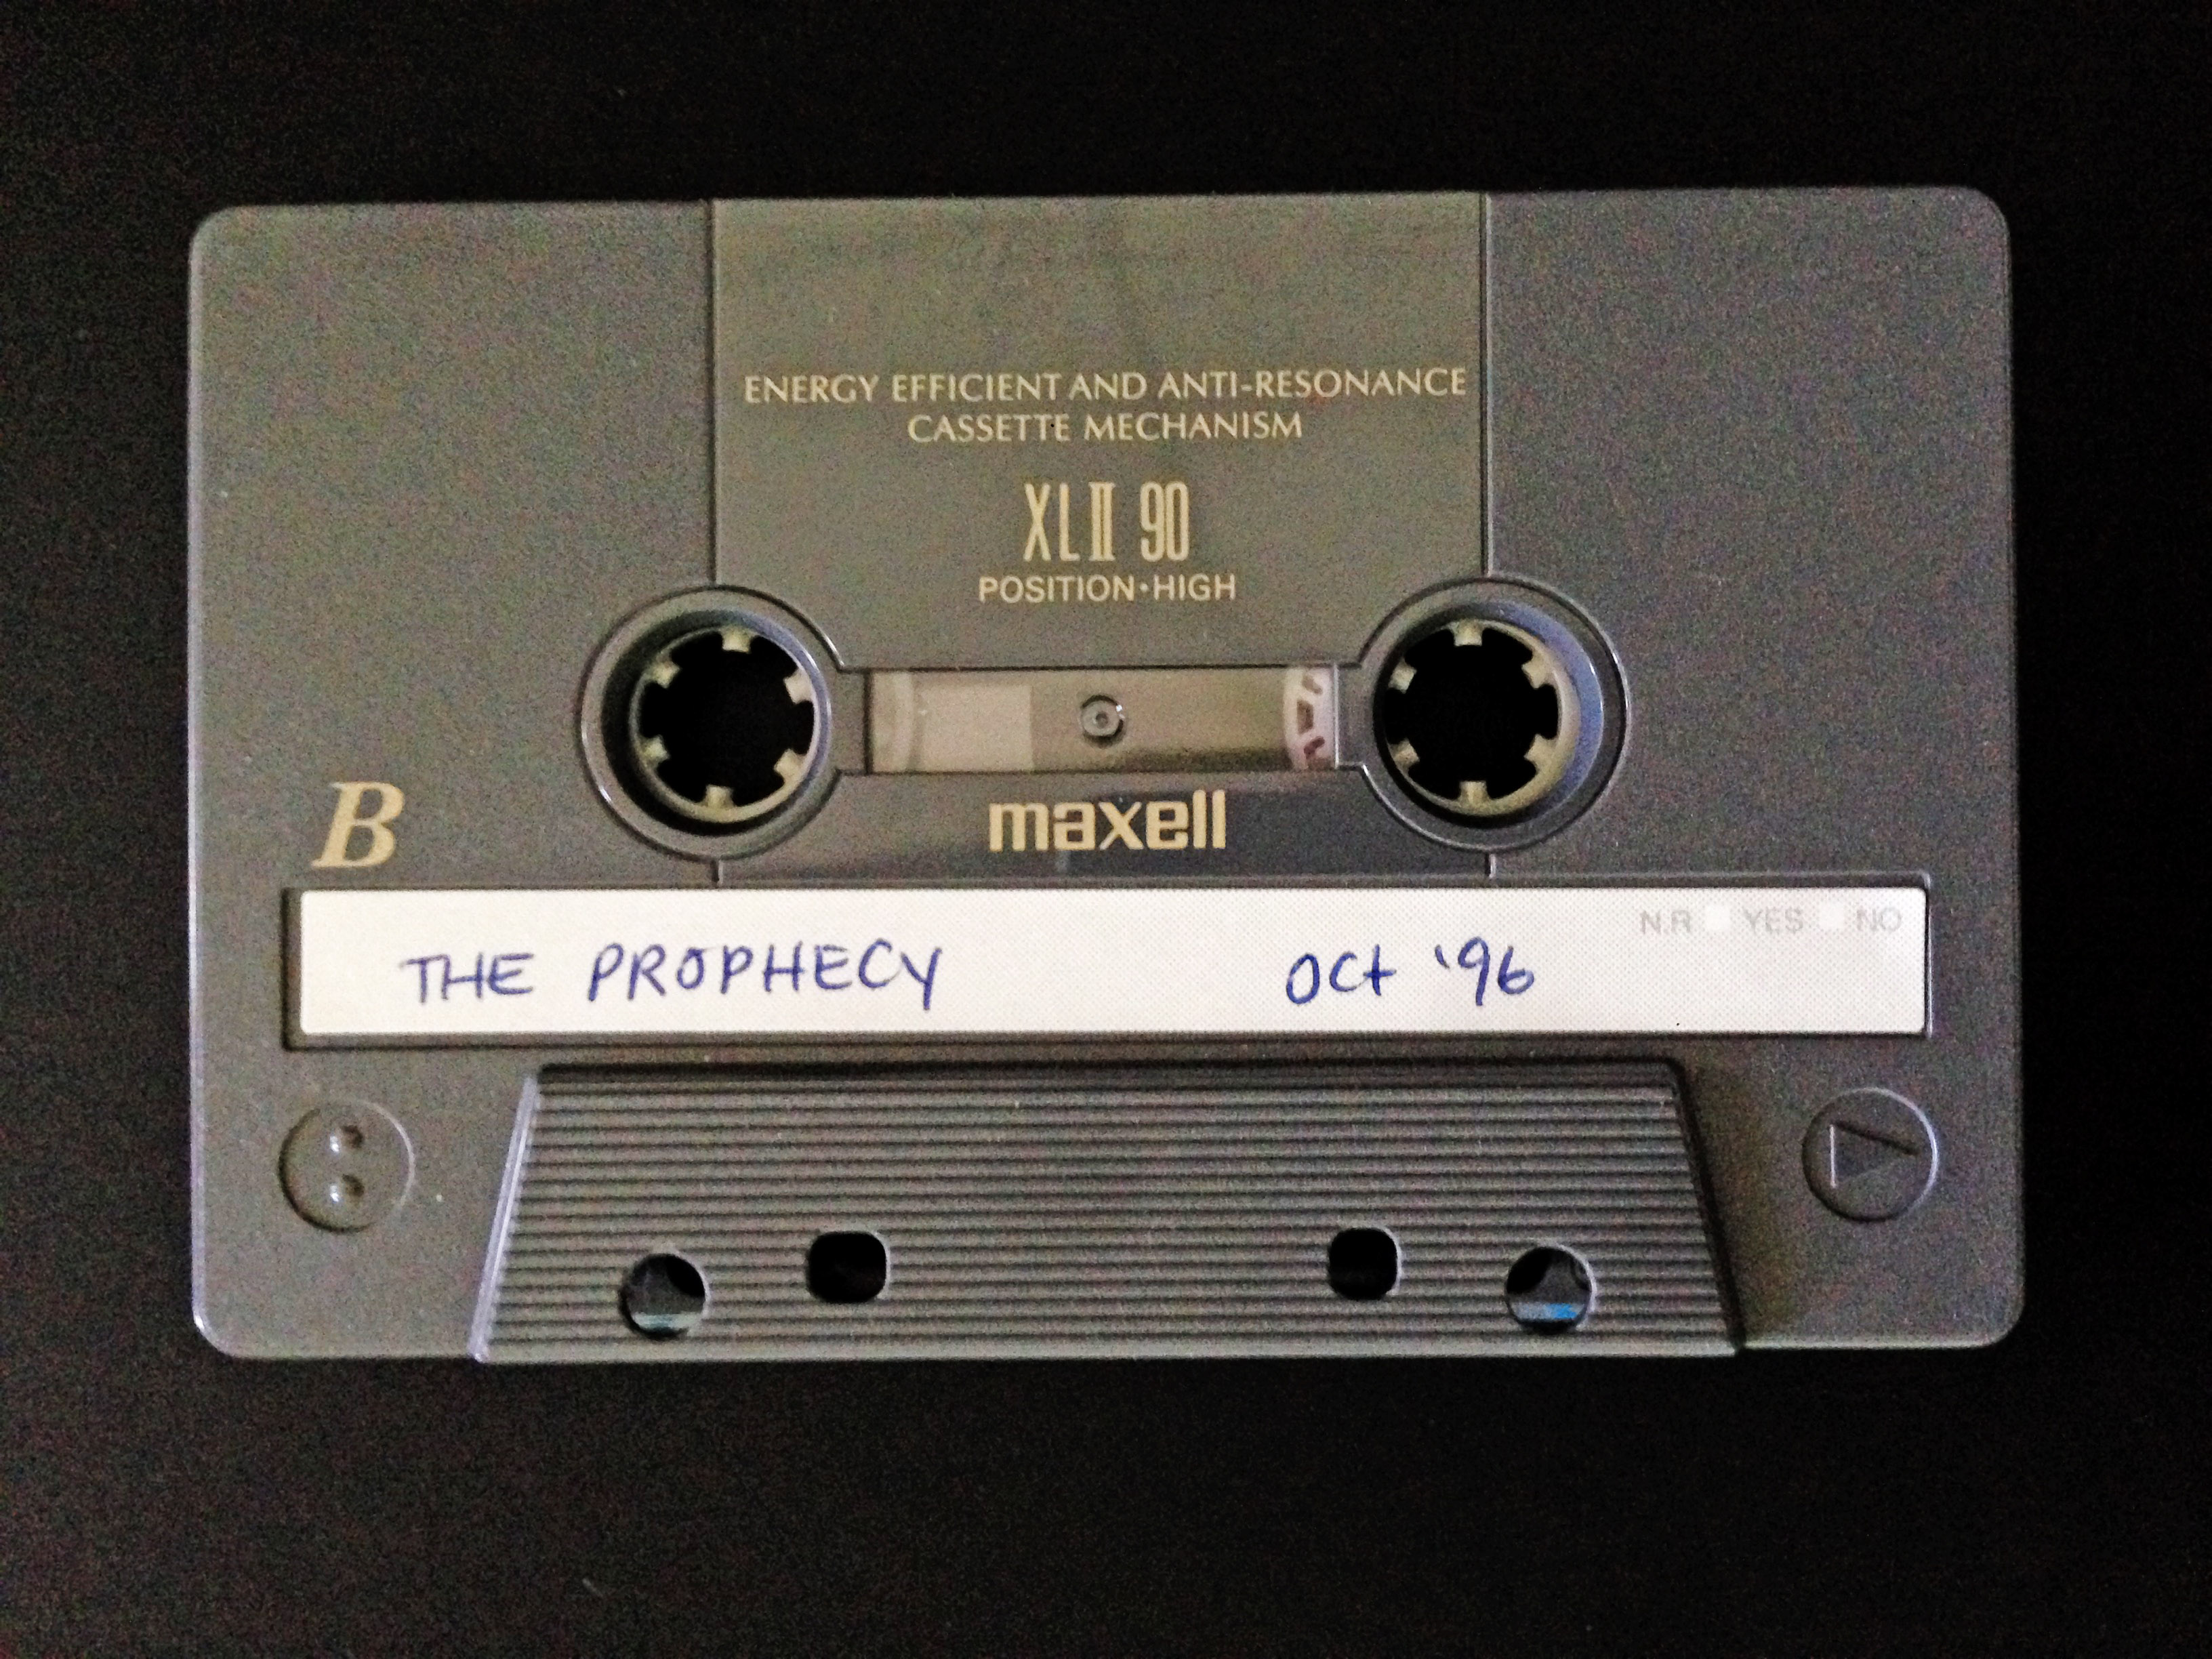 ENERGY EFFICIENT AND ANTI-RESONANCE
CASSETTE MECHANISM
XLII 90
POSITION·HIGH
B
maxell
N.R YES NO
THE PROPHECY OCt '96